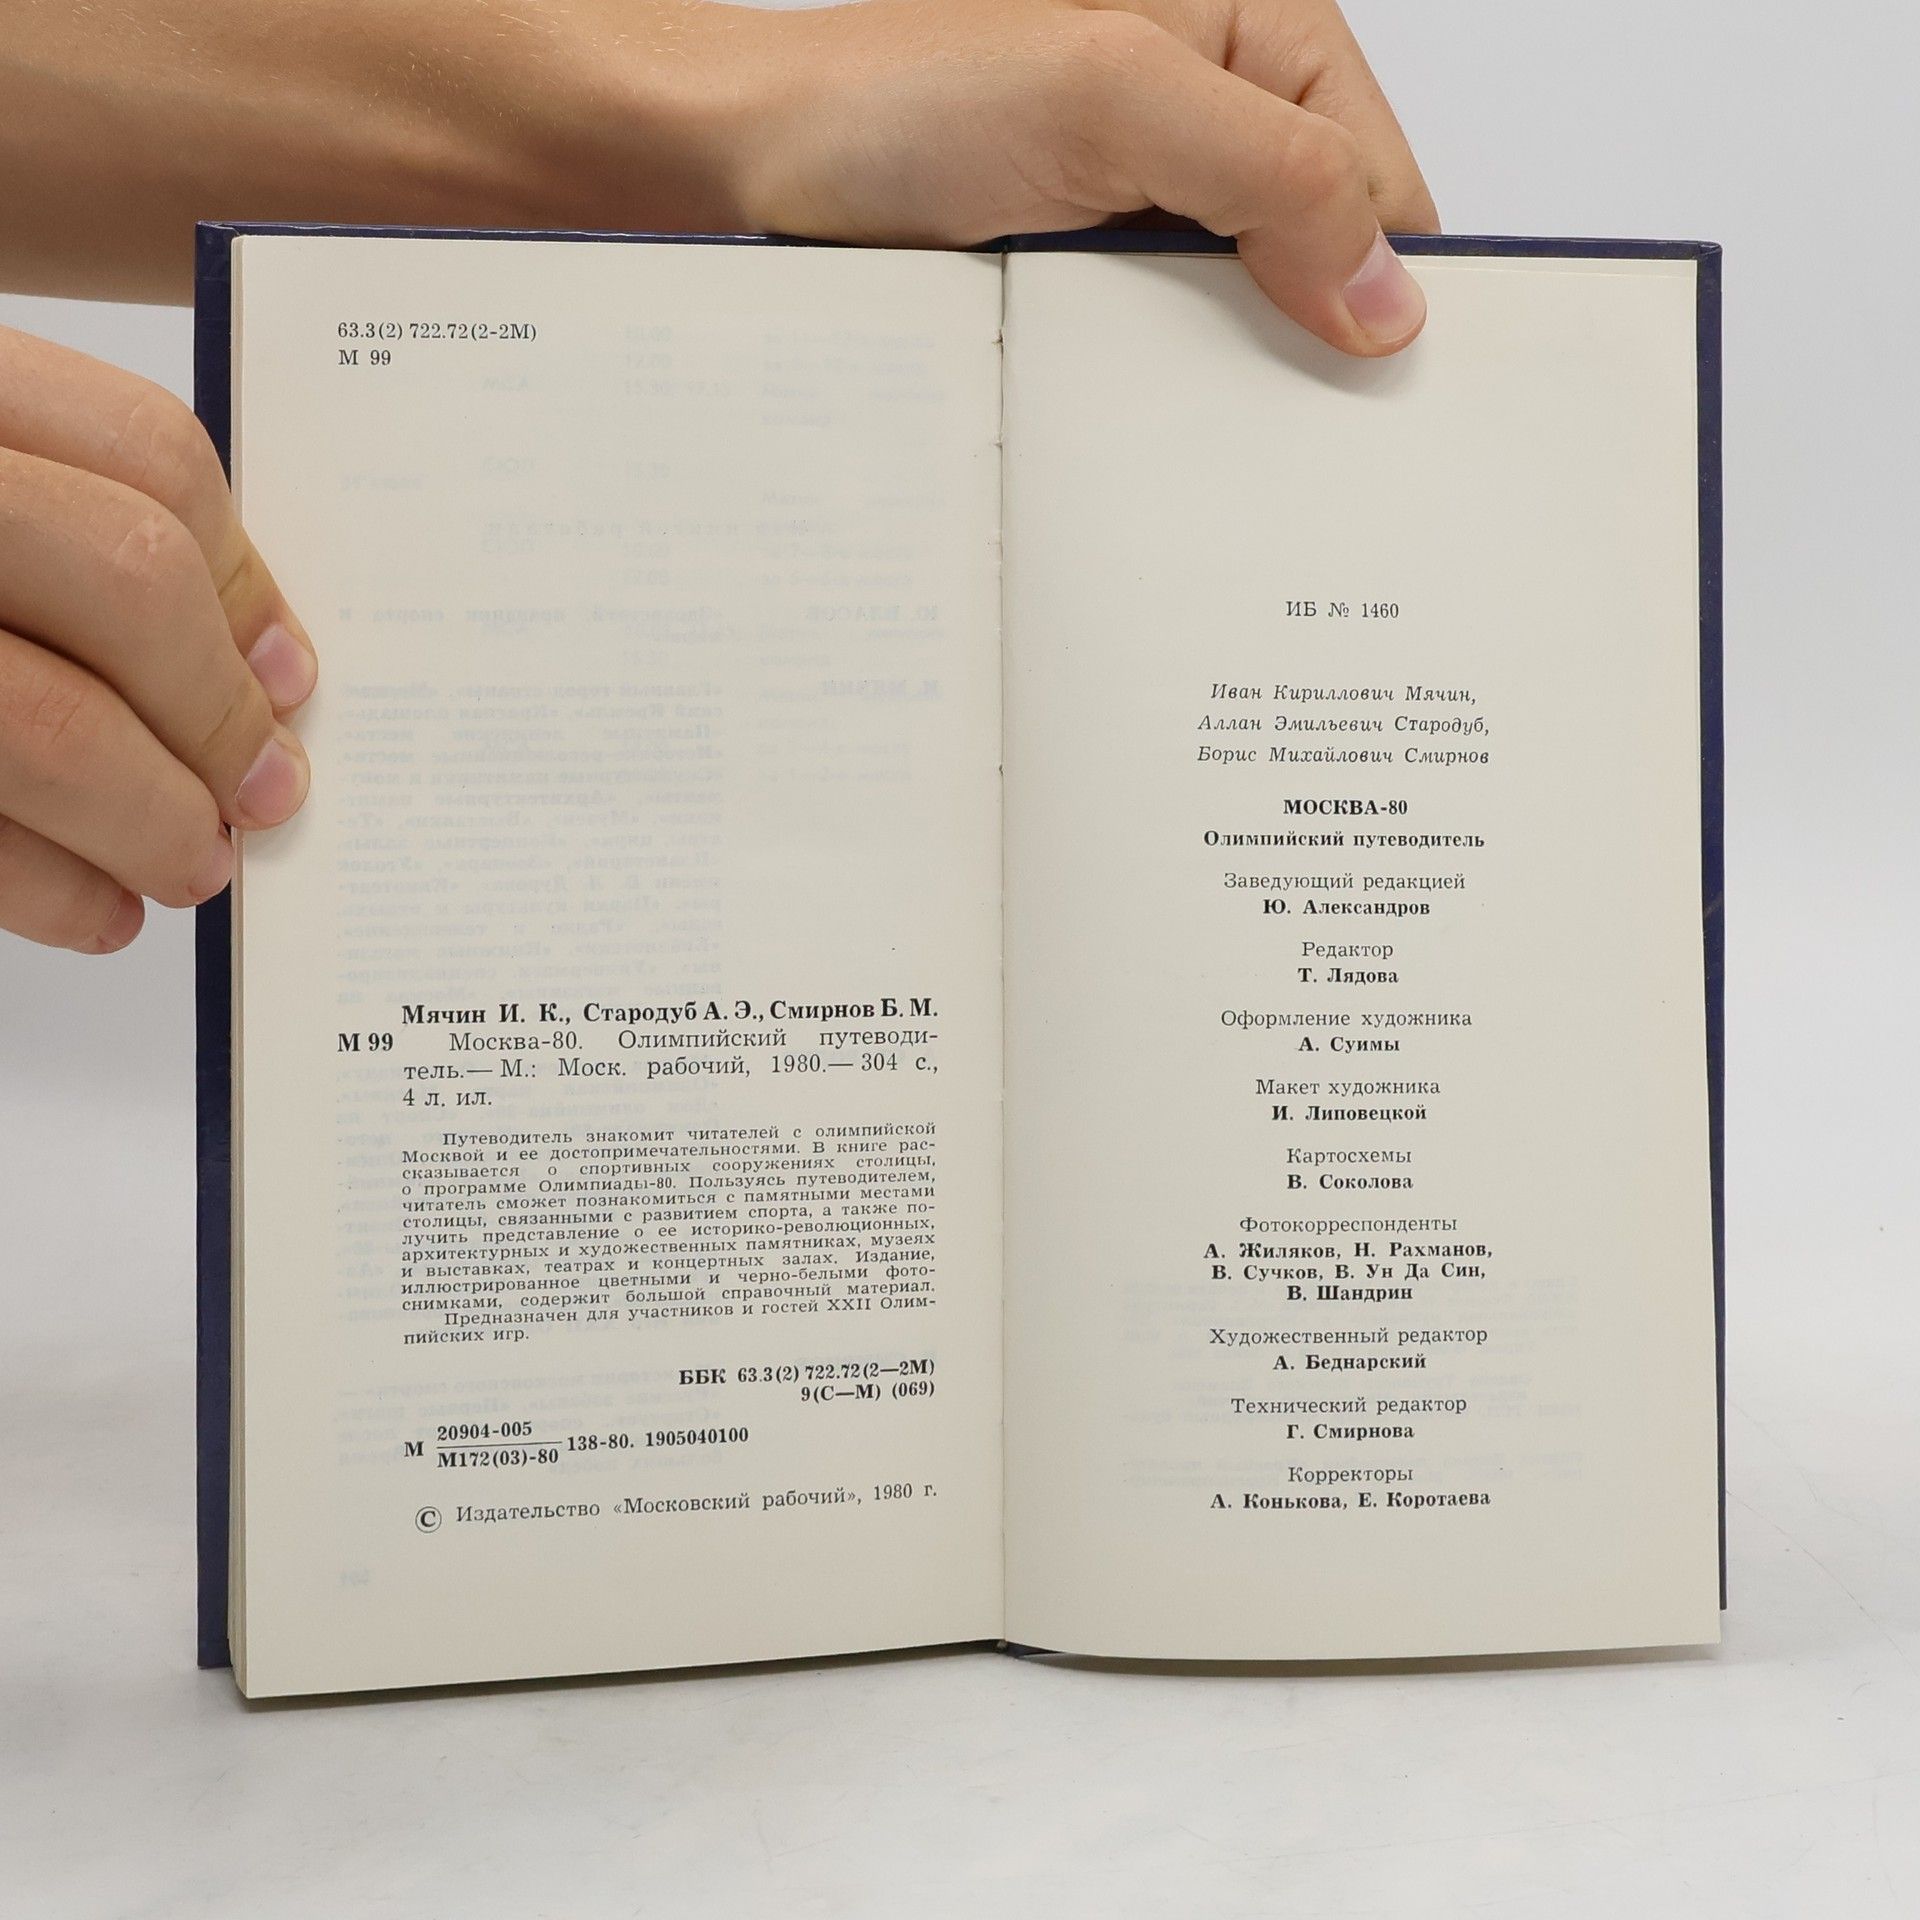 63.3(2) 722.72(2-2М)
М 99
Мячин И. К., Стародуб А. Э., Смирнов Б. М.
М 99 Москва-80. Олимпийский путеводи-
тель.— М.: Моск. рабочий, 1980.— 304 с.,
4 л. ил.
Путеводитель знакомит читателей с олимпийской
Москвой и ее достопримечательностями. В книге рас-
сказывается о спортивных сооружениях столицы,
о программе Олимпиады-80. Пользуясь путеводителем,
читатель сможет познакомиться с памятными местами
столицы, связанными с развитием спорта, а также по-
лучить представление о ее историко-революционных,
архитектурных и художественных памятниках, музеях
и выставках, театрах и концертных залах. Издание,
иллюстрированное цветными и черно-белыми фото-
снимками, содержит большой справочный материал.
Предназначен для участников и гостей XXII Олим-
пийских игр.
ББК 63.3(2) 722.72(2—2М)
9(С—М) (069)
20904-005
М 138-80. 1905040100
М172(03)-80
© Издательство «Московский рабочий», 1980 г.
ИБ № 1460
Иван Кириллович Мячин,
Аллан Эмильевич Стародуб,
Борис Михайлович Смирнов
МОСКВА-80
Олимпийский путеводитель
Заведующий редакцией
Ю. Александров
Редактор
Т. Лядова
Оформление художника
А. Суимы
Макет художника
И. Липовецкой
Картосхемы
В. Соколова
Фотокорреспонденты
А. Жиляков, Н. Рахманов,
В. Сучков, В. Ун Да Син,
В. Шандрин
Художественный редактор
А. Беднарский
Технический редактор
Г. Смирнова
Корректоры
А. Конькова, Е. Коротаева